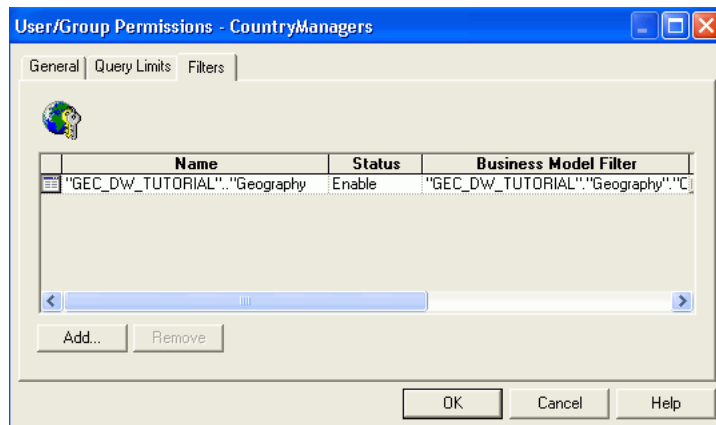 User/Group Permissions - CountryManagers
General Query Limits Filters
Name Status Business Model Filter
"GEC_DW_TUTORIAL".."Geography Enable "GEC_DW_TUTORIAL"."Geography"."C
Add... Remove
OK Cancel Help